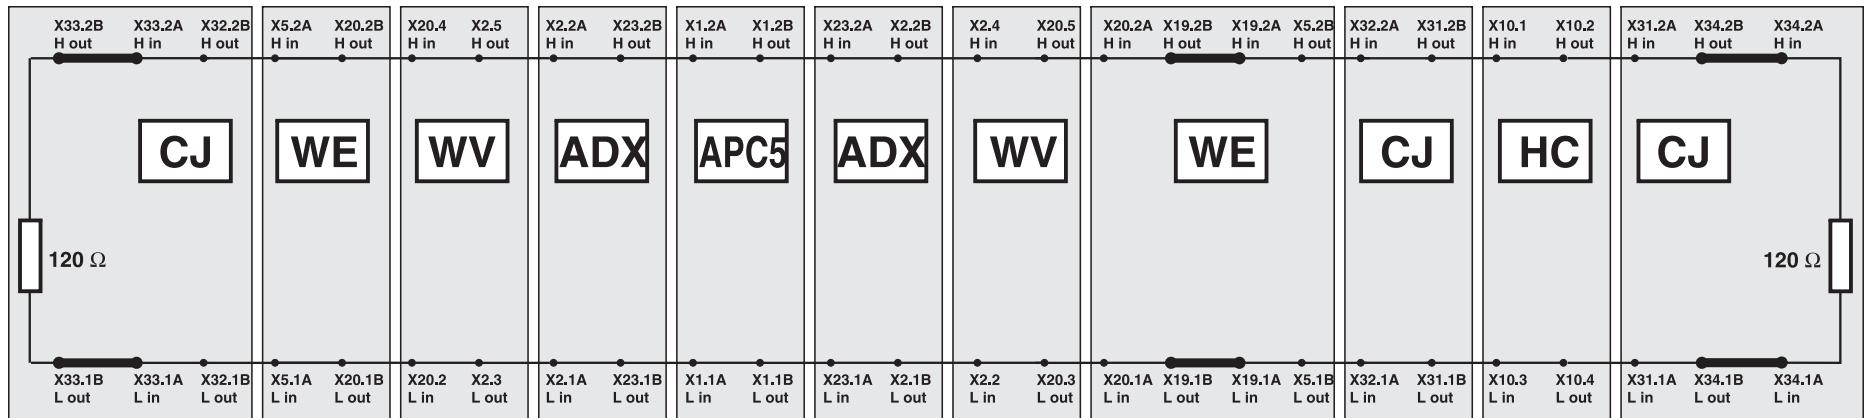 X33.2B X33.2A X32.2B X5.2A X20.2B X20.4 X2.5 X2.2A X23.2B X1.2A X1.2B X23.2A X2.2B X2.4 X20.5 X20.2A X19.2B X19.2A X5.2B X32.2A X31.2B X10.1 X10.2 X31.2A X34.2B X34.2A
H out H in H out H in H out H in H out H in H out H in H out H in H out H in H out H in H out H in H out H in H out H in H out H in H out H in
CJ WE WV ADX APC5 ADX WV WE CJ HC CJ
120 Ω 120 Ω
X33.1B X33.1A X32.1B X5.1A X20.1B X20.2 X2.3 X2.1A X23.1B X1.1A X1.1B X23.1A X2.1B X2.2 X20.3 X20.1A X19.1B X19.1A X5.1B X32.1A X31.1B X10.3 X10.4 X31.1A X34.1B X34.1A
L out L in L out L in L out L in L out L in L out L in L out L in L out L in L out L in L out L in L out L in L out L in L out L in L out L in